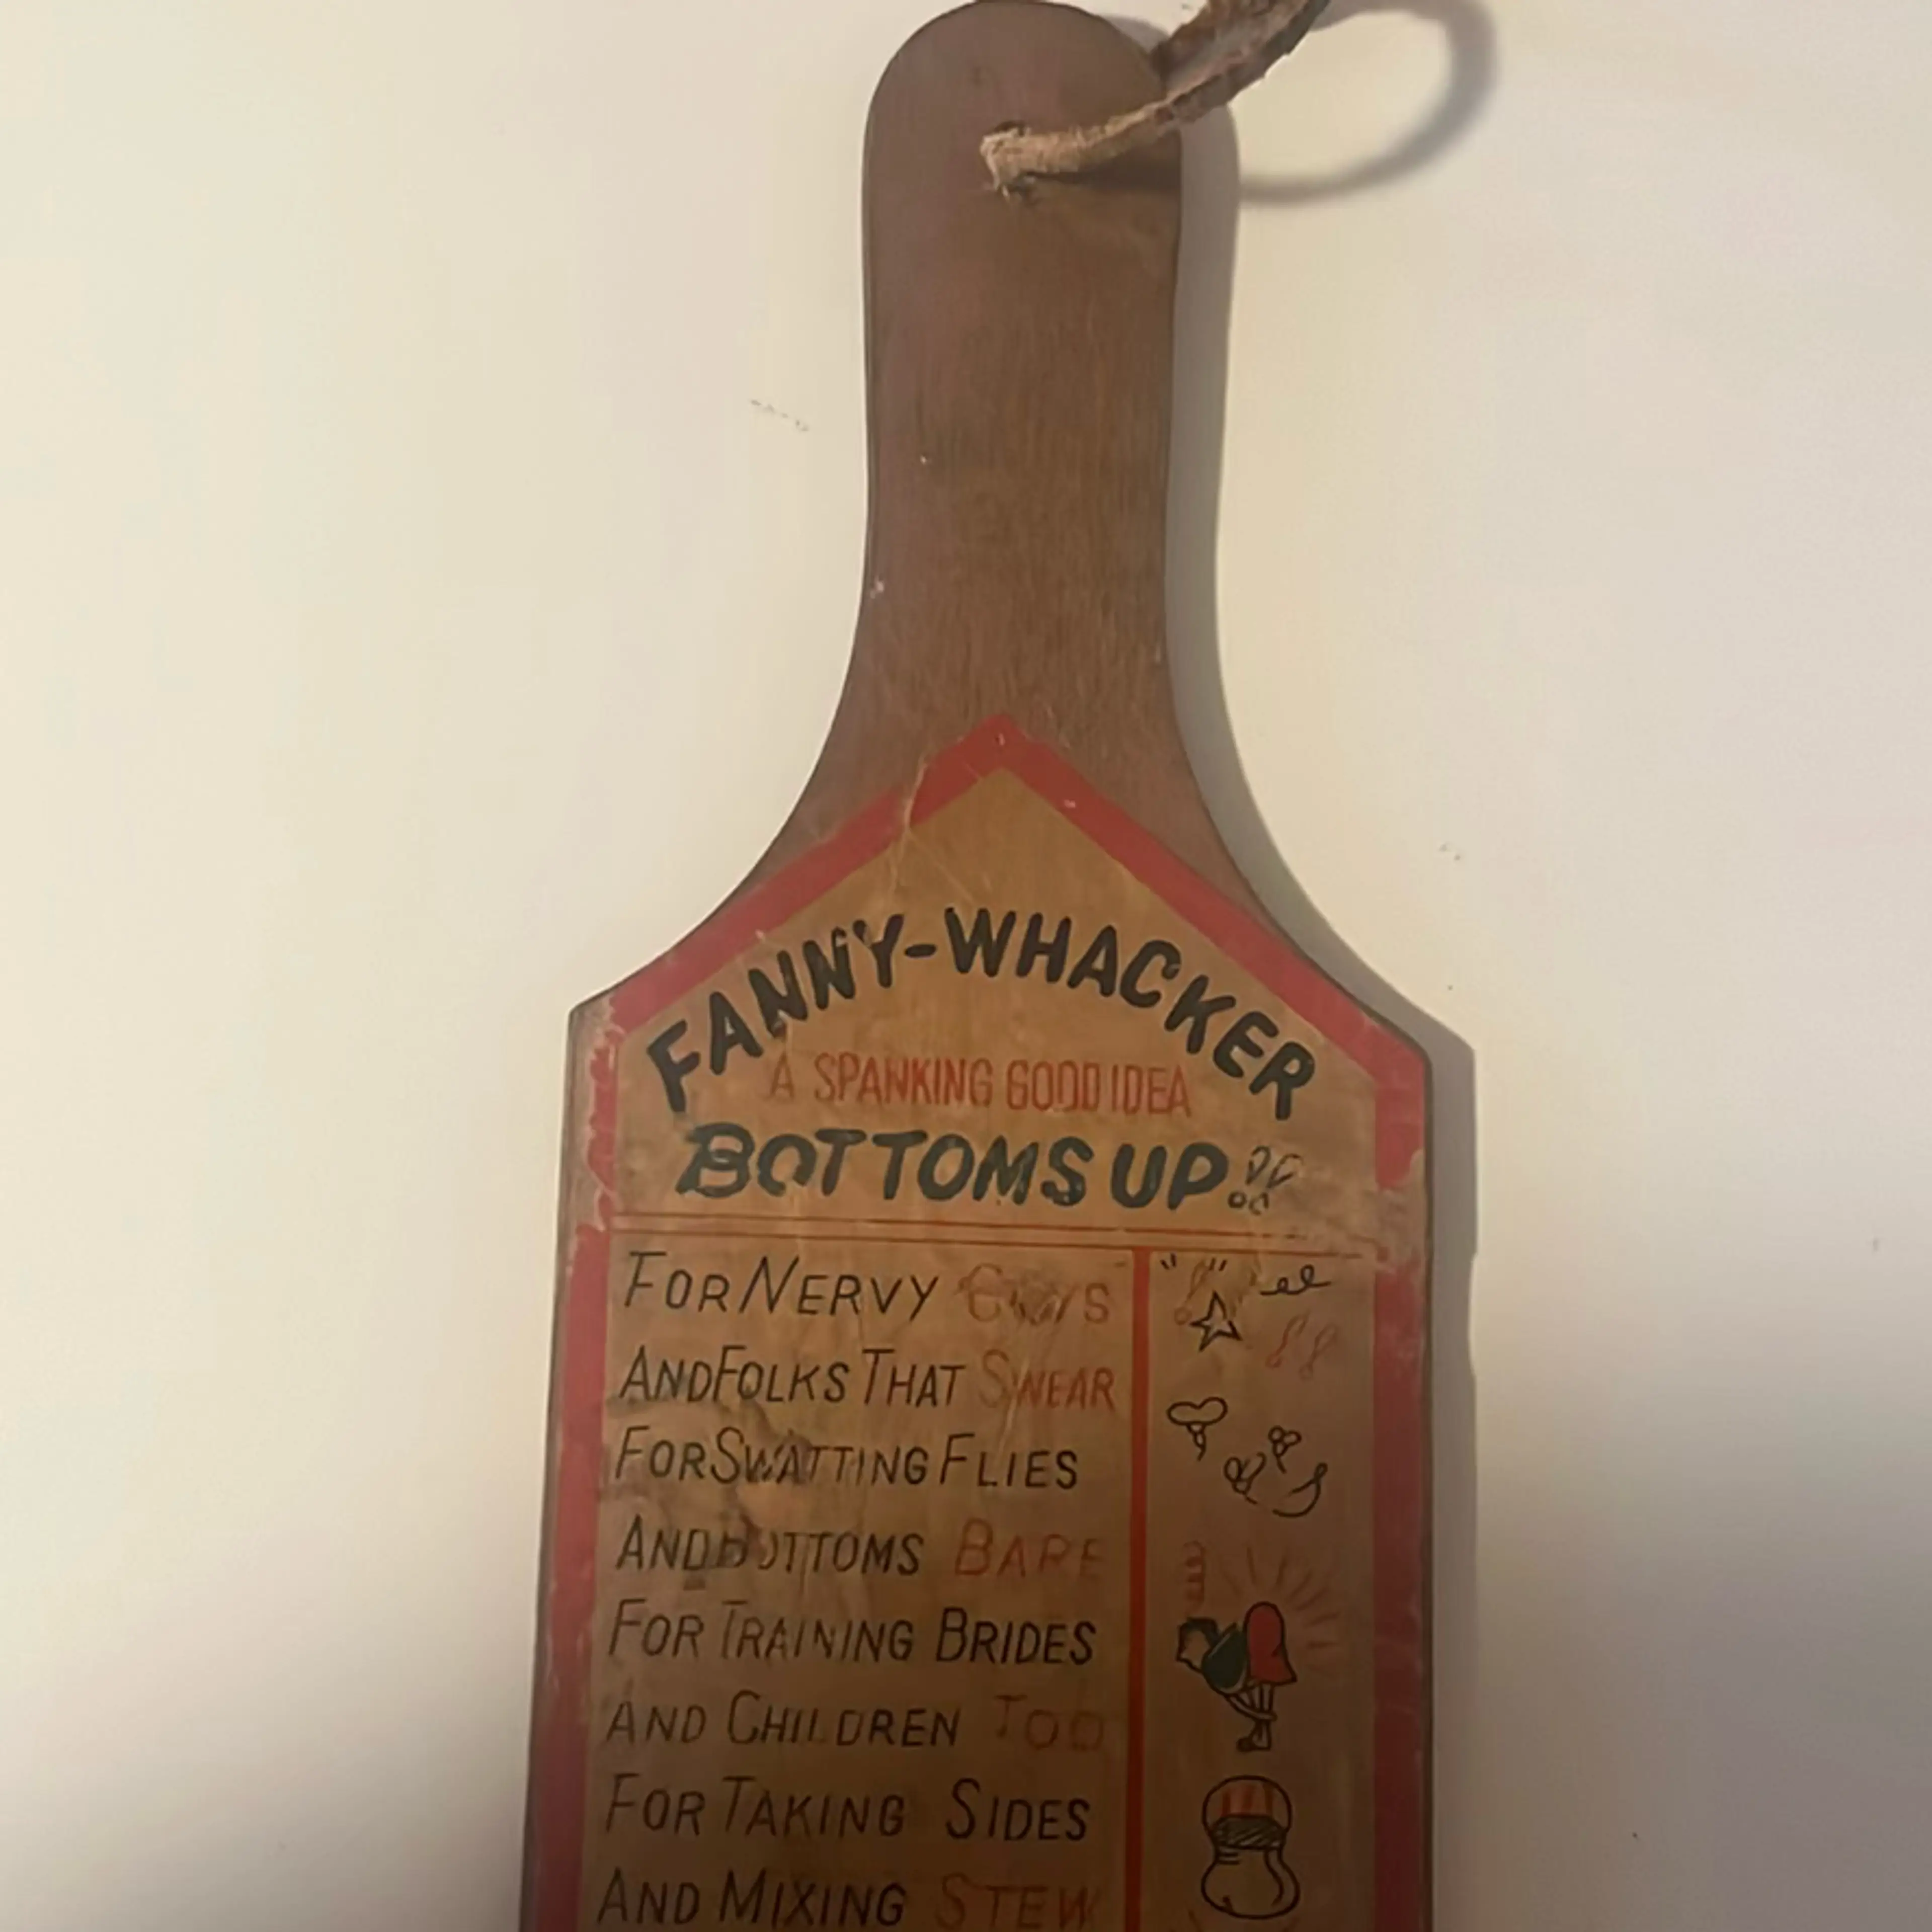 FANNY-WHACKER
A SPANKING GOOD IDEA
BOTTOMS UP!!
FOR NERVY GUYS
AND FOLKS THAT SWEAR
FOR SWATTING FLIES
AND BOTTOMS BARE
FOR TRAINING BRIDES
AND CHILDREN TOO
FOR TAKING SIDES
AND MIXING STEW